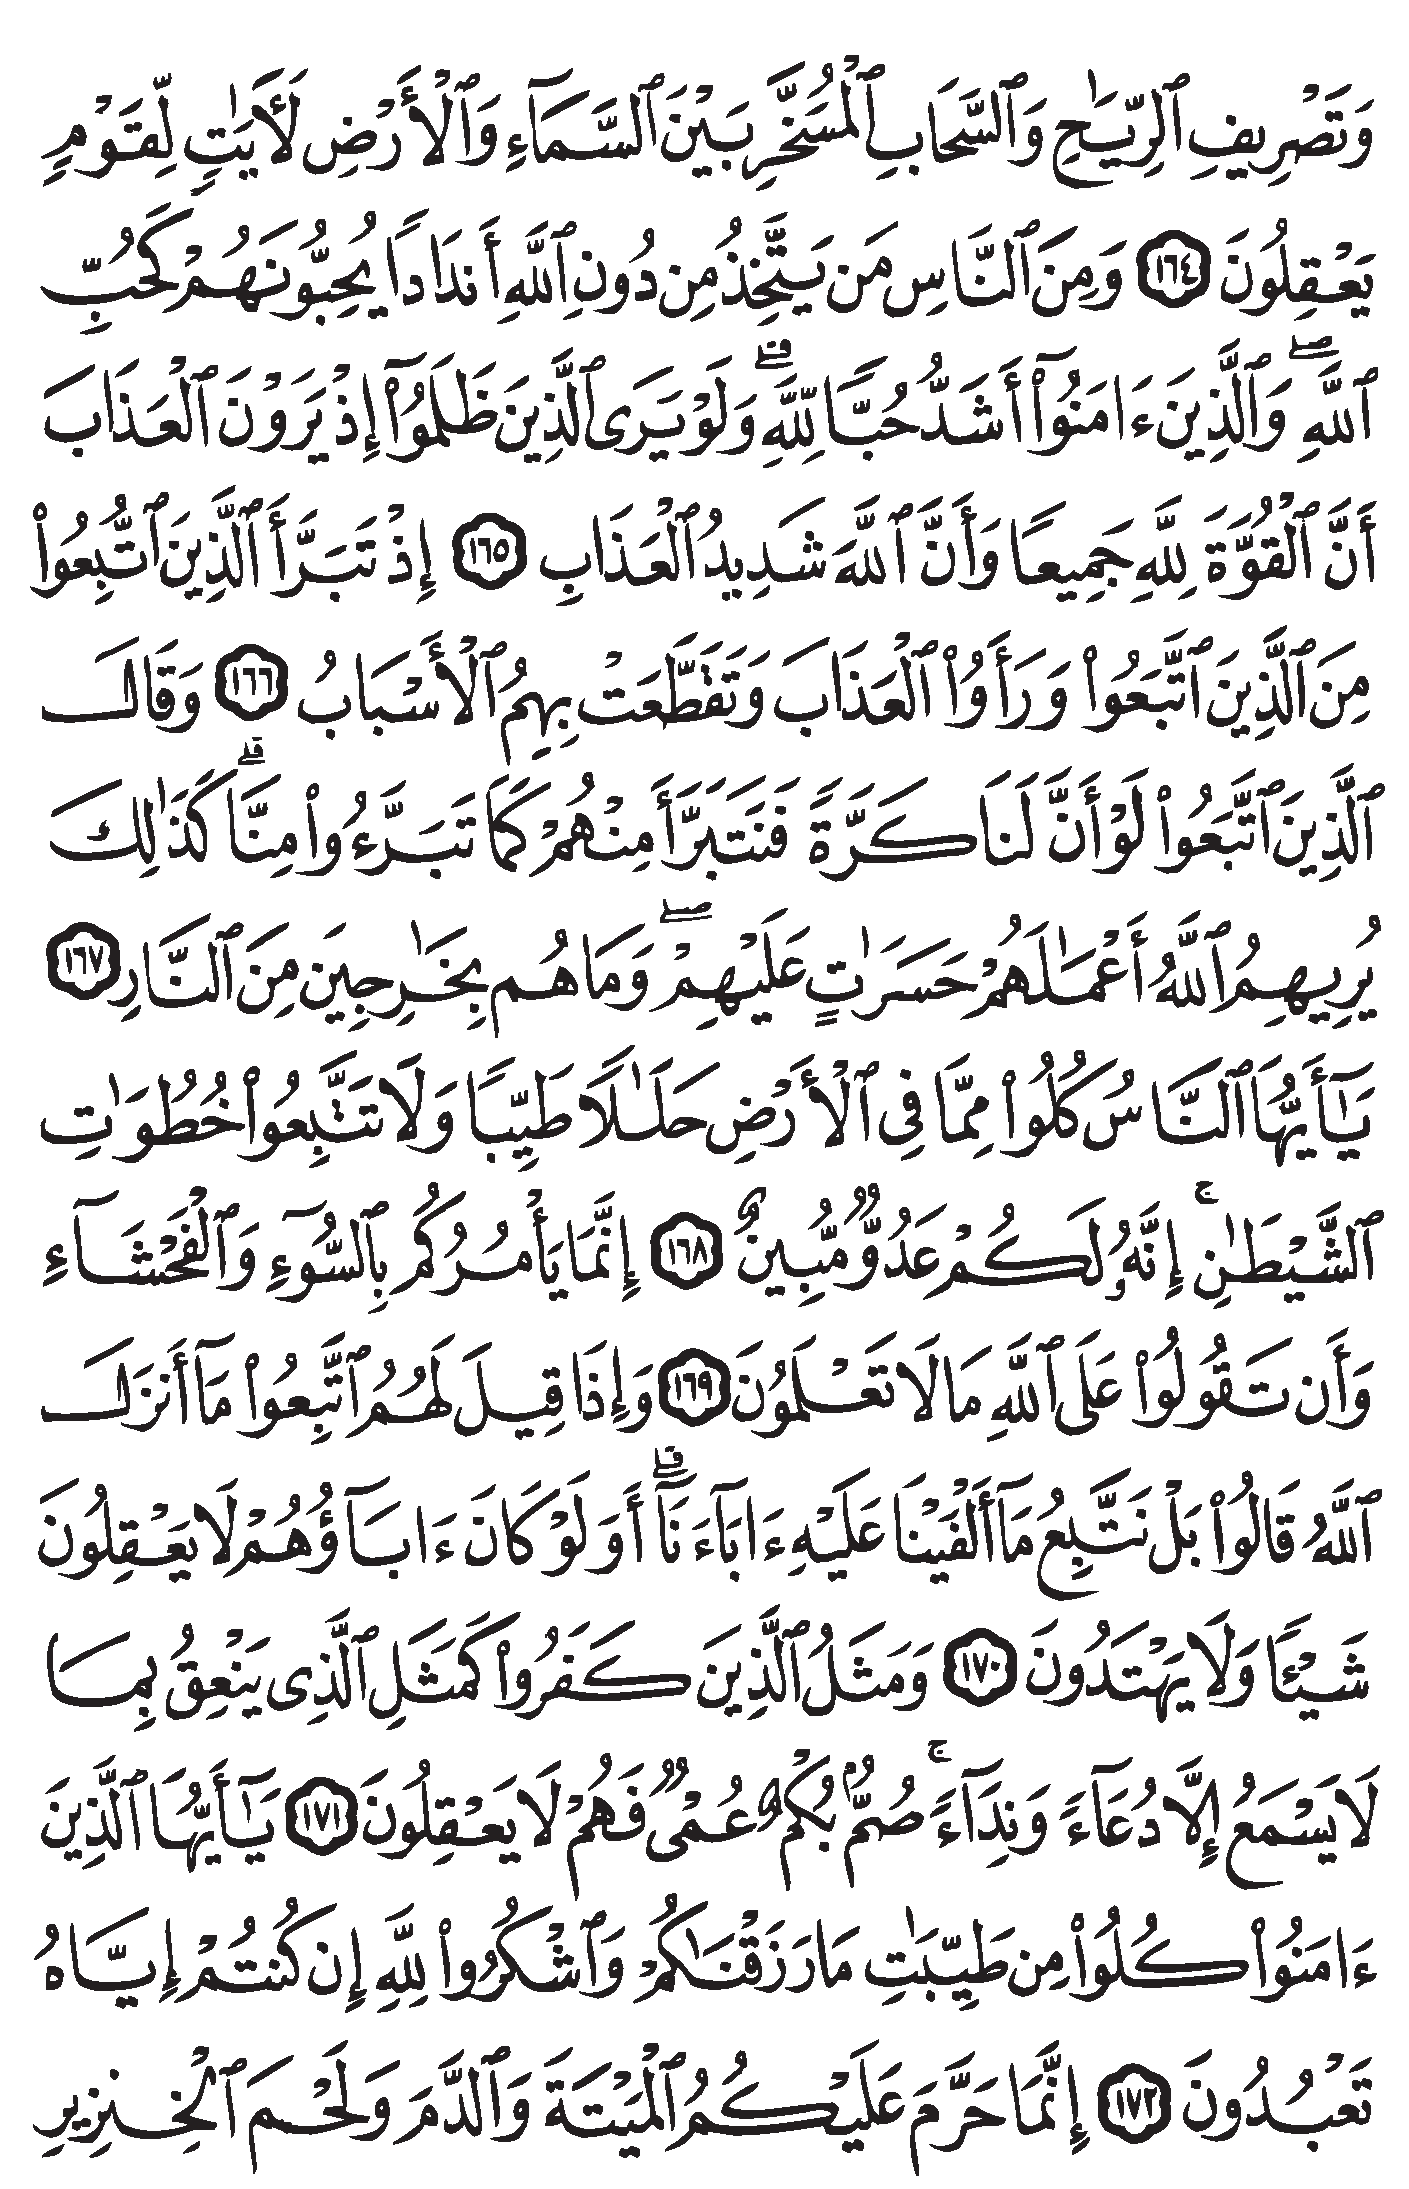 وَتَصْرِيفِ ٱلرِّيَـٰحِ وَٱلسَّحَابِ ٱلْمُسَخَّرِ بَيْنَ ٱلسَّمَآءِ وَٱلْأَرْضِ لَأَيَـٰتٍ لِّقَوْمٍ
يَعْقِلُونَ ١٦٤ وَمِنَ ٱلنَّاسِ مَن يَتَّخِذُ مِن دُونِ ٱللَّهِ أَندَادًا يُحِبُّونَهُمْ كَحُبِّ
ٱللَّهِ ۖ وَٱلَّذِينَ ءَامَنُوٓا۟ أَشَدُّ حُبًّا لِّلَّهِ ۗ وَلَوْ يَرَى ٱلَّذِينَ ظَلَمُوٓا۟ إِذْ يَرَوْنَ ٱلْعَذَابَ
أَنَّ ٱلْقُوَّةَ لِلَّهِ جَمِيعًا وَأَنَّ ٱللَّهَ شَدِيدُ ٱلْعَذَابِ ١٦٥ إِذْ تَبَرَّأَ ٱلَّذِينَ ٱتُّبِعُوا۟
مِنَ ٱلَّذِينَ ٱتَّبَعُوا۟ وَرَأَوُا۟ ٱلْعَذَابَ وَتَقَطَّعَتْ بِهِمُ ٱلْأَسْبَابُ ١٦٦ وَقَالَ
ٱلَّذِينَ ٱتَّبَعُوا۟ لَوْ أَنَّ لَنَا كَرَّةً فَنَتَبَرَّأَ مِنْهُمْ كَمَا تَبَرَّءُوا۟ مِنَّا ۗ كَذَٰلِكَ
يُرِيهِمُ ٱللَّهُ أَعْمَـٰلَهُمْ حَسَرَٰتٍ عَلَيْهِمْ ۖ وَمَا هُم بِخَـٰرِجِينَ مِنَ ٱلنَّارِ ١٦٧
يَـٰٓأَيُّهَا ٱلنَّاسُ كُلُوا۟ مِمَّا فِى ٱلْأَرْضِ حَلَـٰلًا طَيِّبًا وَلَا تَتَّبِعُوا۟ خُطُوَٰتِ
ٱلشَّيْطَـٰنِ ۚ إِنَّهُۥ لَكُمْ عَدُوٌّ مُّبِينٌ ١٦٨ إِنَّمَا يَأْمُرُكُم بِٱلسُّوٓءِ وَٱلْفَحْشَآءِ
وَأَن تَقُولُوا۟ عَلَى ٱللَّهِ مَا لَا تَعْلَمُونَ ١٦٩ وَإِذَا قِيلَ لَهُمُ ٱتَّبِعُوا۟ مَآ أَنزَلَ
ٱللَّهُ قَالُوا۟ بَلْ نَتَّبِعُ مَآ أَلْفَيْنَا عَلَيْهِ ءَابَآءَنَآ ۗ أَوَلَوْ كَانَ ءَابَآؤُهُمْ لَا يَعْقِلُونَ
شَيْـًٔا وَلَا يَهْتَدُونَ ١٧٠ وَمَثَلُ ٱلَّذِينَ كَفَرُوا۟ كَمَثَلِ ٱلَّذِى يَنْعِقُ بِمَا
لَا يَسْمَعُ إِلَّا دُعَآءً وَنِدَآءً ۚ صُمٌّۢ بُكْمٌ عُمْىٌ فَهُمْ لَا يَعْقِلُونَ ١٧١ يَـٰٓأَيُّهَا ٱلَّذِينَ
ءَامَنُوا۟ كُلُوا۟ مِن طَيِّبَـٰتِ مَا رَزَقْنَـٰكُمْ وَٱشْكُرُوا۟ لِلَّهِ إِن كُنتُمْ إِيَّاهُ
تَعْبُدُونَ ١٧٢ إِنَّمَا حَرَّمَ عَلَيْكُمُ ٱلْمَيْتَةَ وَٱلدَّمَ وَلَحْمَ ٱلْخِنزِيرِ